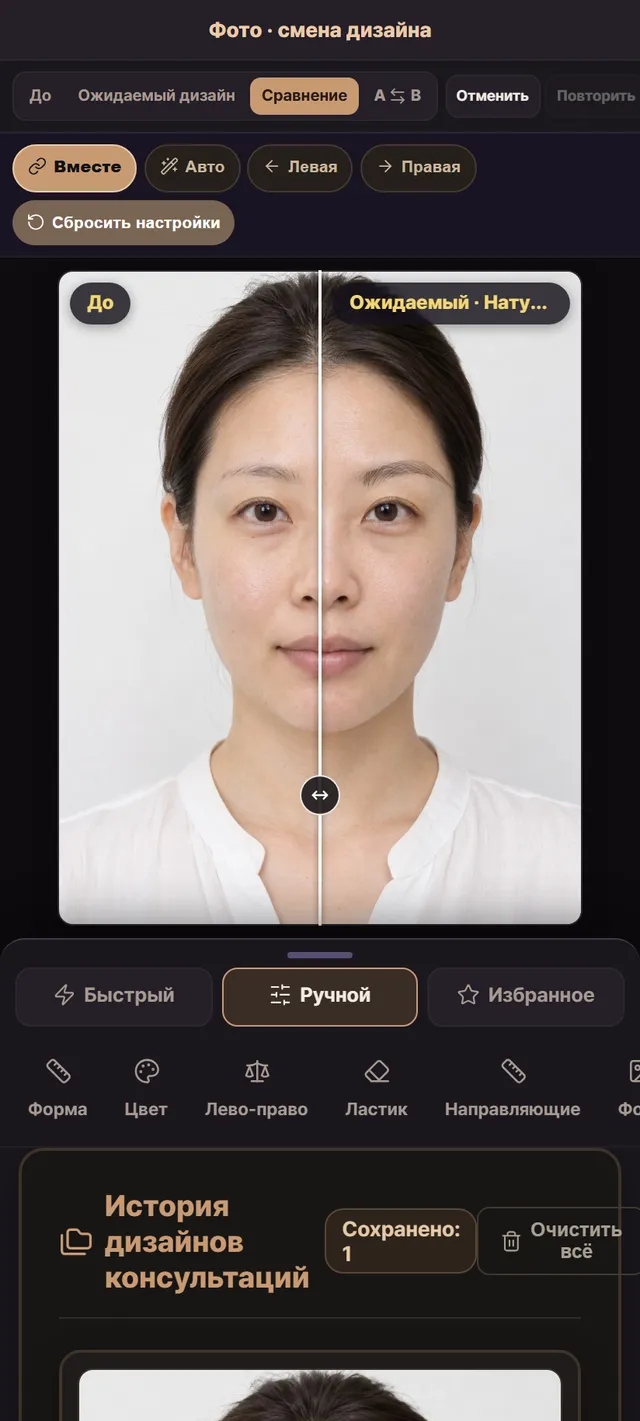 Фото · смена дизайна
До Ожидаемый дизайн Сравнение A ⇆ B Отменить Повторить
Вместе Авто ← Левая → Правая
Сбросить настройки
До Ожидаемый · Нату...
Быстрый Ручной Избранное
Форма Цвет Лево-право Ластик Направляющие Фо
История
дизайнов
консультаций
Сохранено:
1
Очистить
всё